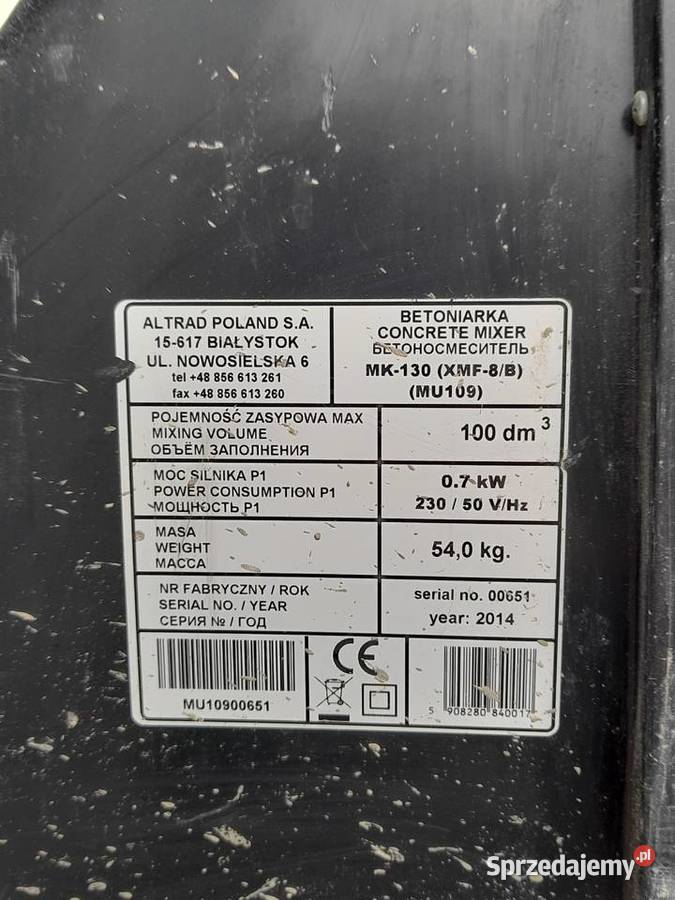 ALTRAD POLAND S.A.
15-617 BIAŁYSTOK
UL. NOWOSIELSKA 6
tel +48 856 613 261
fax +48 856 613 260
BETONIARKA
CONCRETE MIXER
БЕТОНОСМЕСИТЕЛЬ
MK-130 (XMF-8/B)
(MU109)
POJEMNOŚĆ ZASYPOWA MAX
MIXING VOLUME
ОБЪЁМ ЗАПОЛНЕНИЯ
100 dm³
MOC SILNIKA P1
POWER CONSUMPTION P1
МОЩНОСТЬ P1
0.7 kW
230 / 50 V/Hz
MASA
WEIGHT
МАССА
54,0 kg.
NR FABRYCZNY / ROK
SERIAL NO. / YEAR
СЕРИЯ № / ГОД
serial no. 00651
year: 2014
MU10900651
CE
5 908280 840017
Sprzedajemy.pl